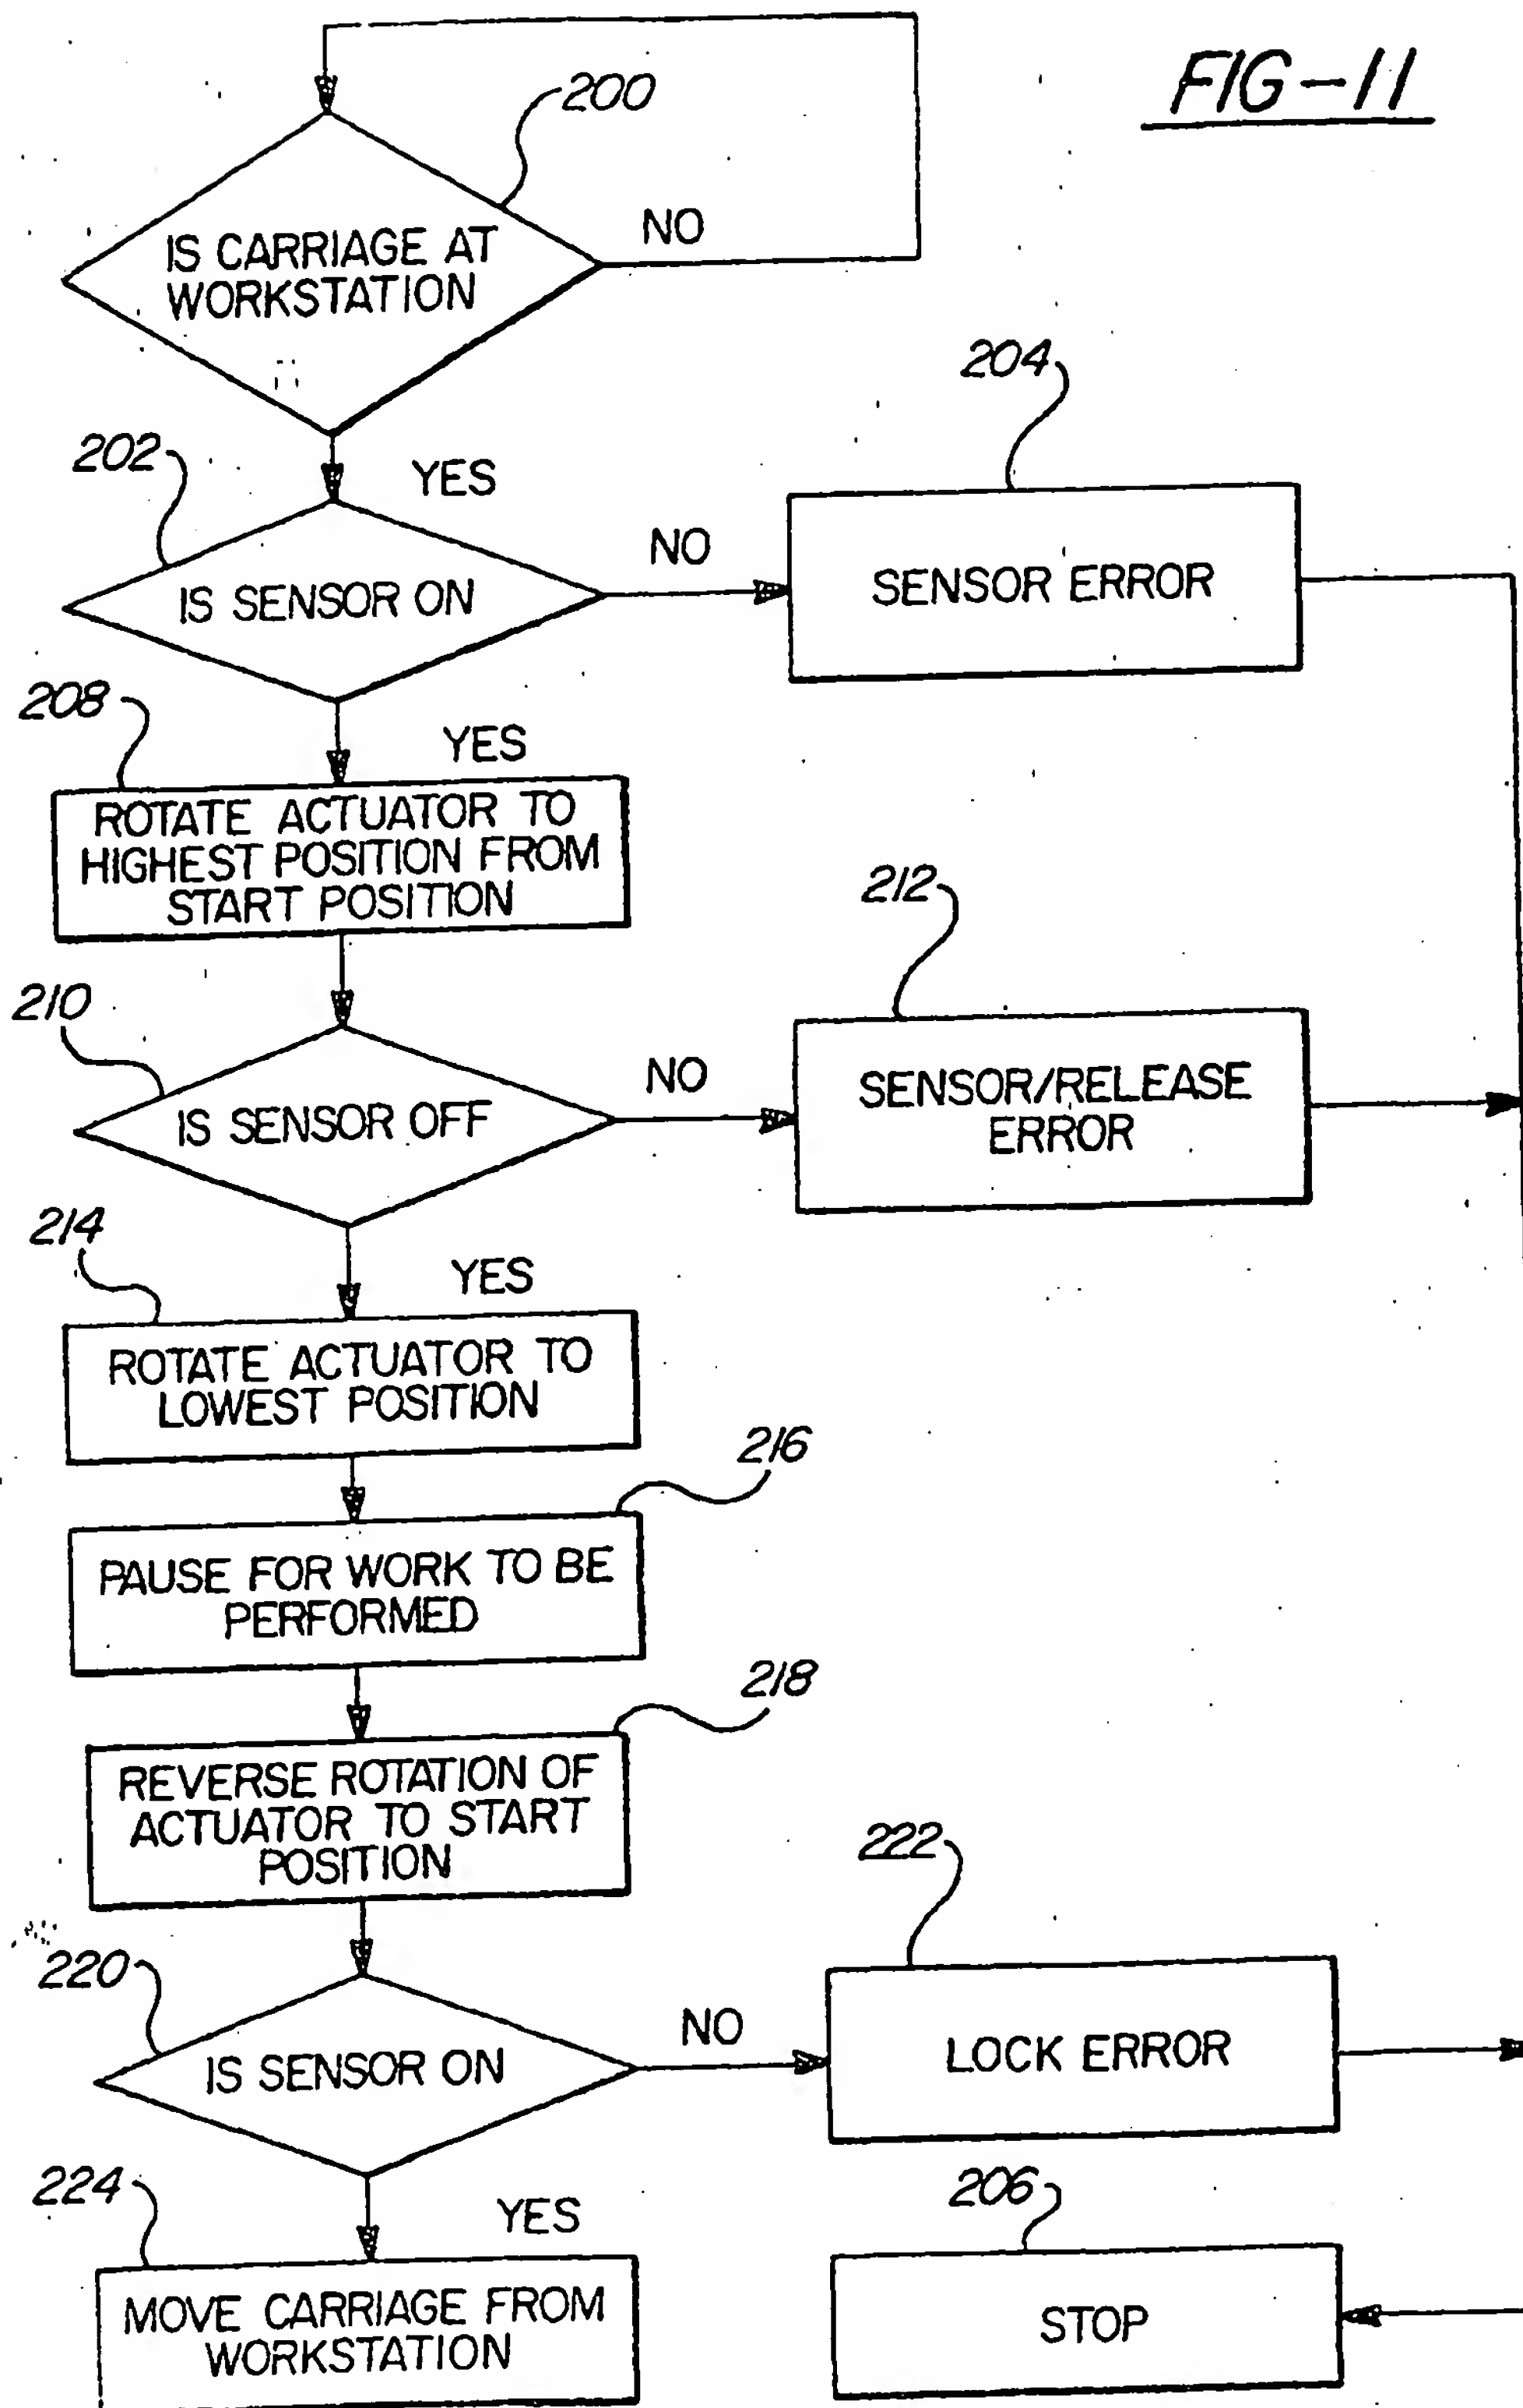 FIG-11
200
IS CARRIAGE AT
WORKSTATION
NO
YES
202
IS SENSOR ON
NO
204
SENSOR ERROR
YES
208
ROTATE ACTUATOR TO
HIGHEST POSITION FROM
START POSITION
210
IS SENSOR OFF
NO
212
SENSOR/RELEASE
ERROR
YES
214
ROTATE ACTUATOR TO
LOWEST POSITION
216
PAUSE FOR WORK TO BE
PERFORMED
218
REVERSE ROTATION OF
ACTUATOR TO START
POSITION
220
IS SENSOR ON
NO
222
LOCK ERROR
YES
224
MOVE CARRIAGE FROM
WORKSTATION
206
STOP